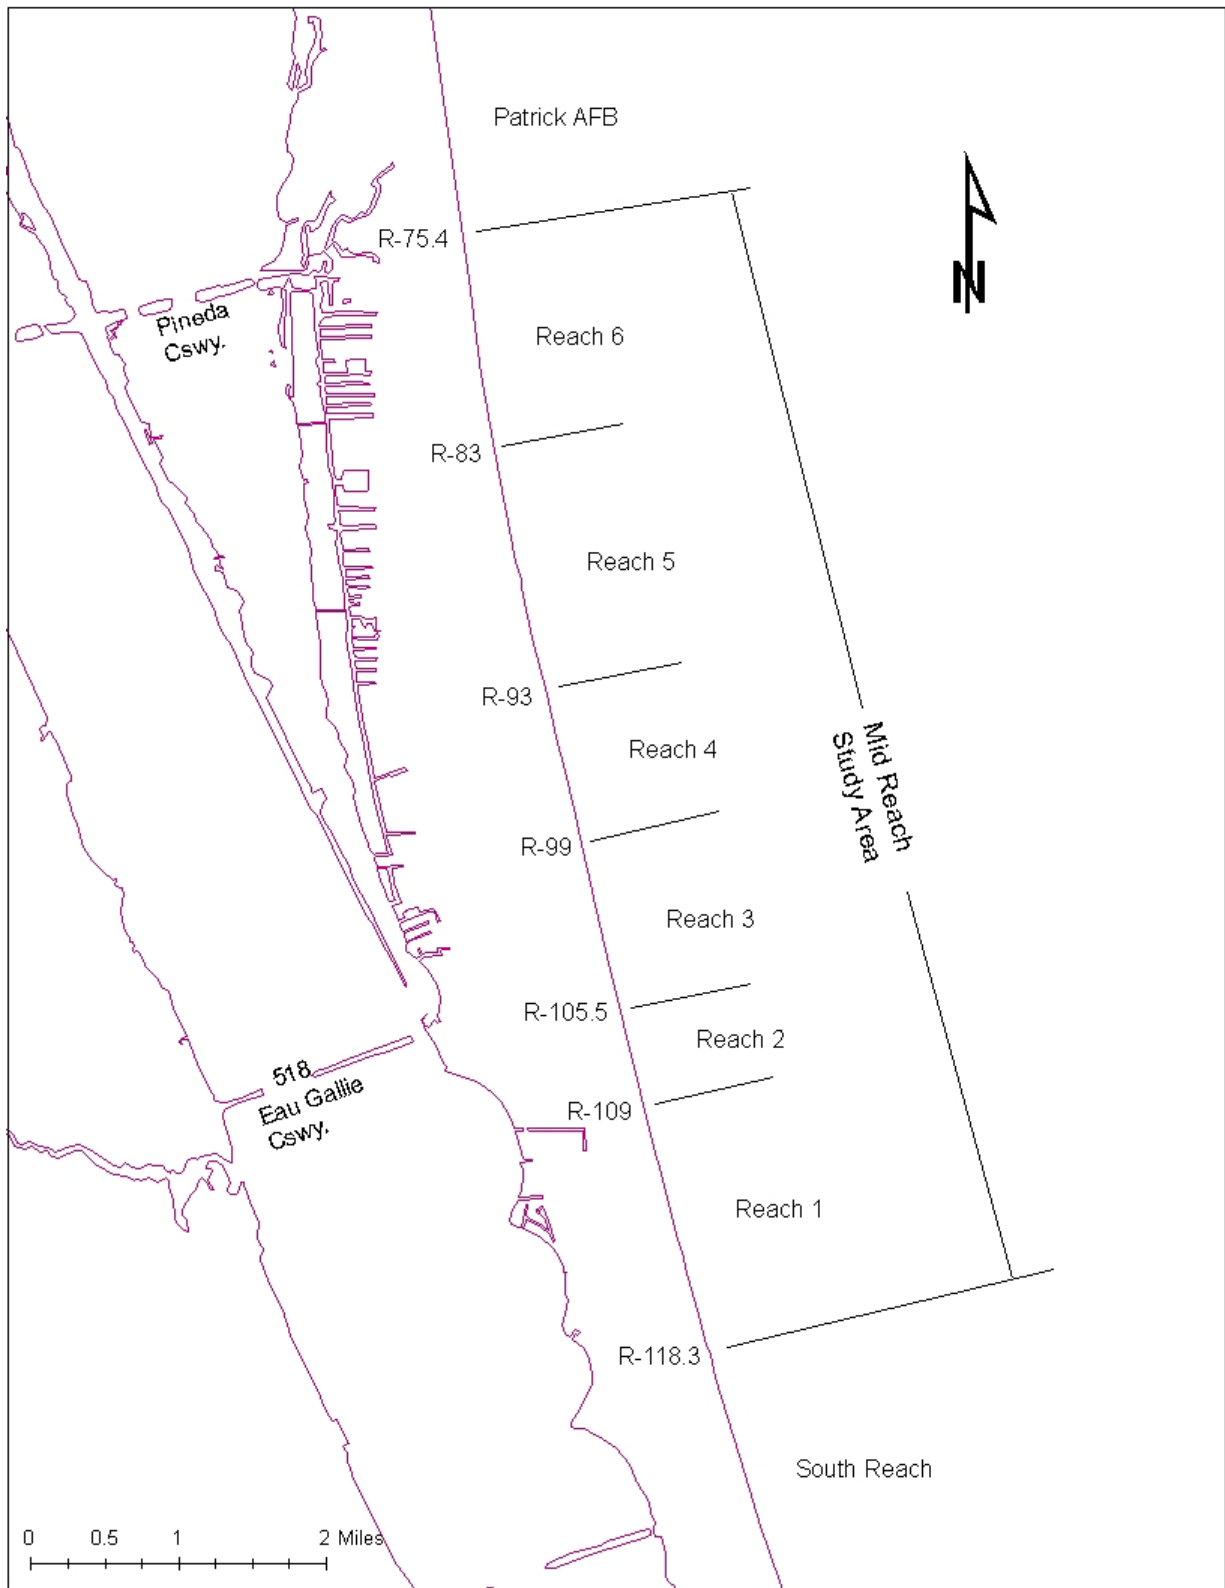 Patrick AFB
N
R-75.4
Pineda
Cswy.
Reach 6
R-83
Reach 5
R-93
Reach 4
Mid Reach
Study Area
R-99
Reach 3
R-105.5
Reach 2
518
Eau Gallie
Cswy.
R-109
Reach 1
R-118.3
South Reach
0 0.5 1 2 Miles